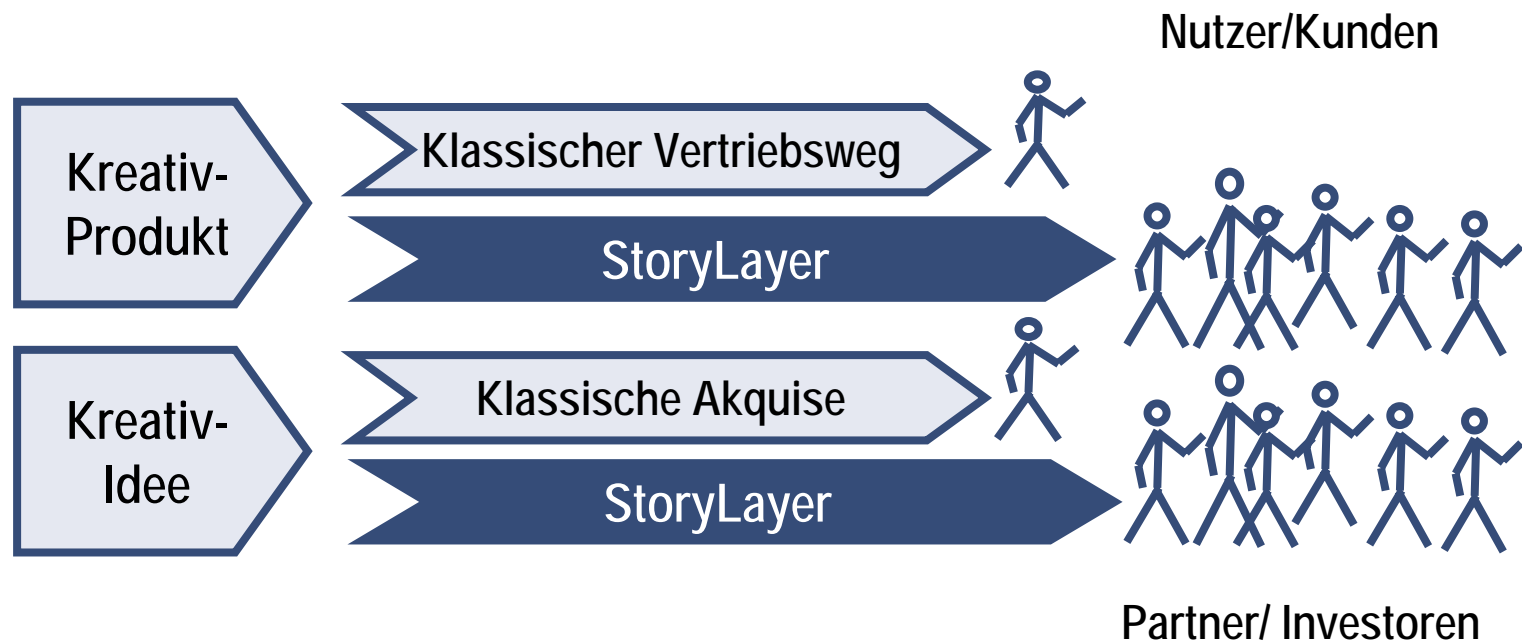 Nutzer/Kunden
Kreativ-
Produkt
Klassischer Vertriebsweg
StoryLayer
Kreativ-
Idee
Klassische Akquise
StoryLayer
Partner/ Investoren